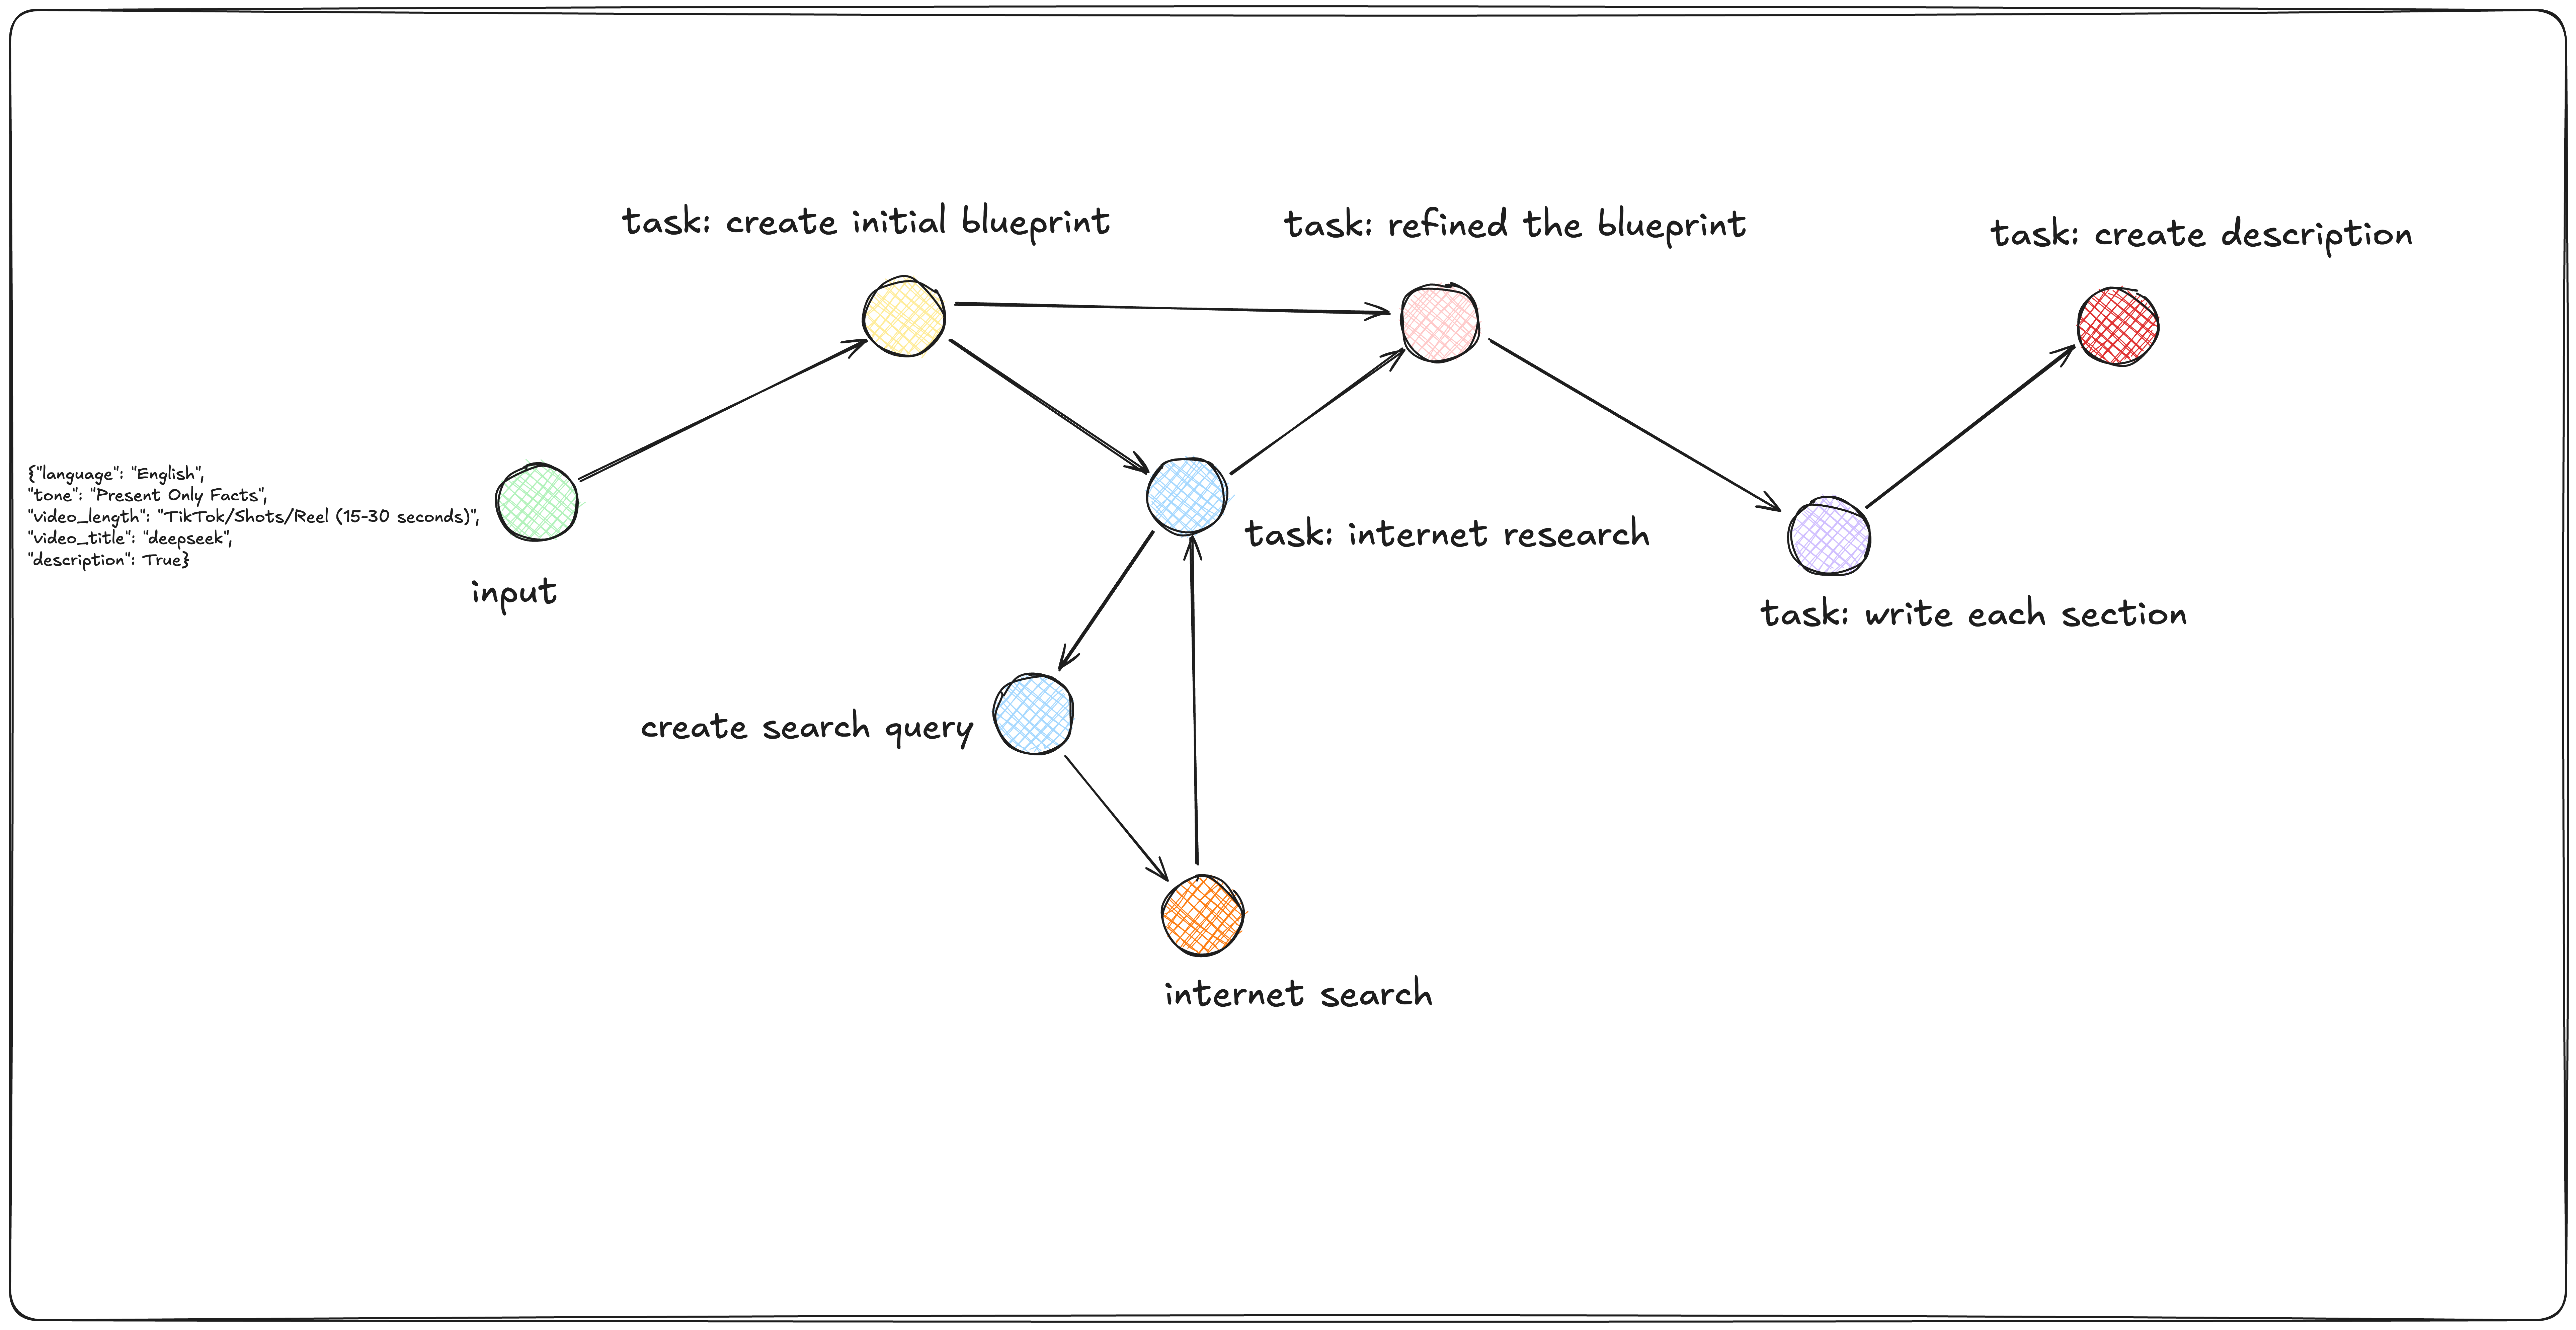 task: create initial blueprint
task: refined the blueprint
task: create description
{"language": "English",
"tone": "Present Only Facts",
"video_length": "TikTok/Shots/Reel (15-30 seconds)",
"video_title": "deepseek",
"description": True}
input
task: internet research
task: write each section
create search query
internet search